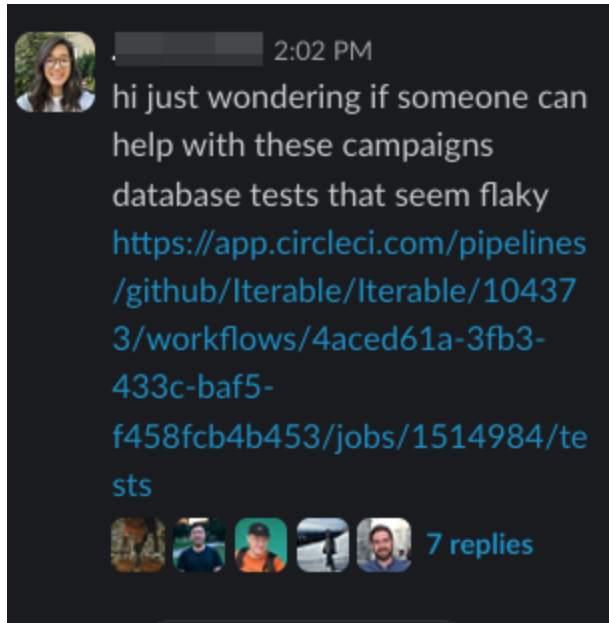 2:02 PM
hi just wondering if someone can
help with these campaigns
database tests that seem flaky
https://app.circleci.com/pipelines
/github/Iterable/Iterable/10437
3/workflows/4aced61a-3fb3-
433c-baf5-
f458fcb4b453/jobs/1514984/te
sts
7 replies